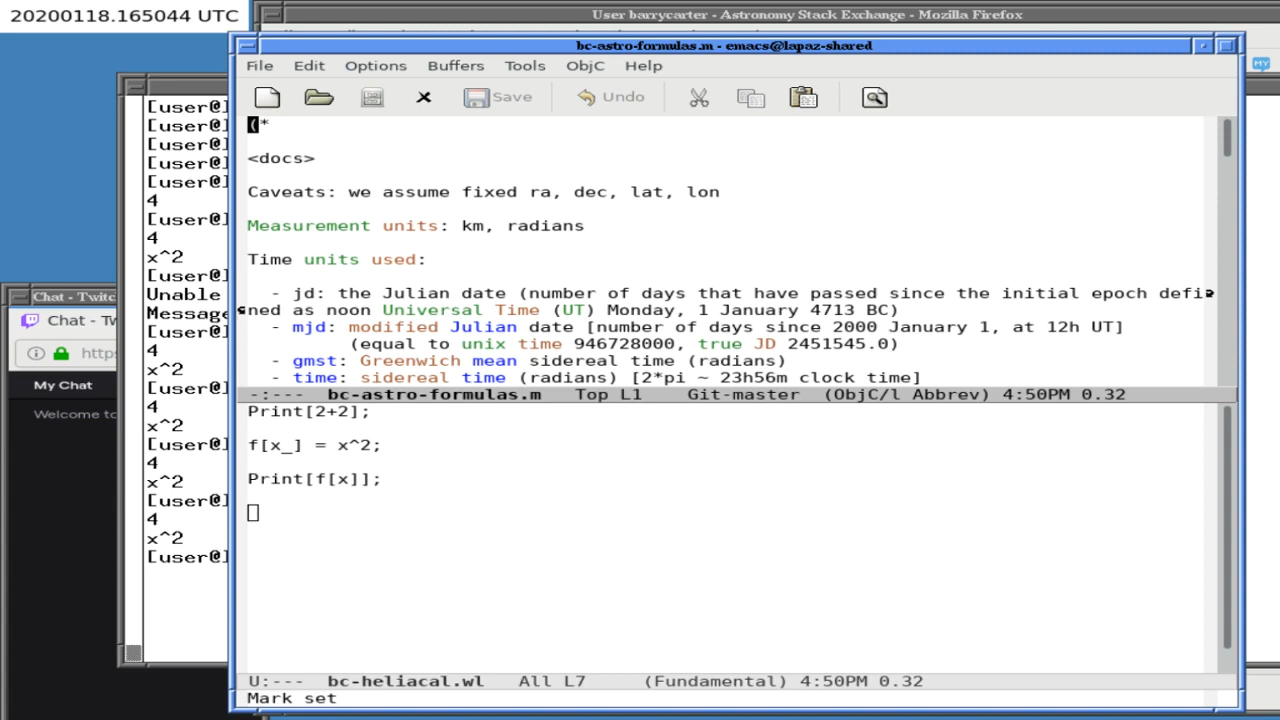 20200118.165044 UTC
User barrycarter - Astronomy Stack Exchange - Mozilla Firefox
bc-astro-formulas.m - emacs@lapaz-shared
File Edit Options Buffers Tools ObjC Help
Save Undo
(*
<docs>
Caveats: we assume fixed ra, dec, lat, lon
Measurement units: km, radians
Time units used:
- jd: the Julian date (number of days that have passed since the initial epoch defi
ned as noon Universal Time (UT) Monday, 1 January 4713 BC)
- mjd: modified Julian date [number of days since 2000 January 1, at 12h UT]
(equal to unix time 946728000, true JD 2451545.0)
- gmst: Greenwich mean sidereal time (radians)
- time: sidereal time (radians) [2*pi ~ 23h56m clock time]
-:--- bc-astro-formulas.m Top L1 Git-master (ObjC/l Abbrev) 4:50PM 0.32
Print[2+2];
f[x_] = x^2;
Print[f[x]];
U:--- bc-heliacal.wl All L7 (Fundamental) 4:50PM 0.32
Mark set
[user@]
[user@]
[user@]
[user@]
[user@]
4
[user@]
4
x^2
[user@]
Unable
Message
[user@]
4
x^2
[user@]
4
x^2
[user@]
4
x^2
[user@]
4
x^2
[user@]
Chat - Twitc
Chat - Tw
https
My Chat
Welcome to
MY